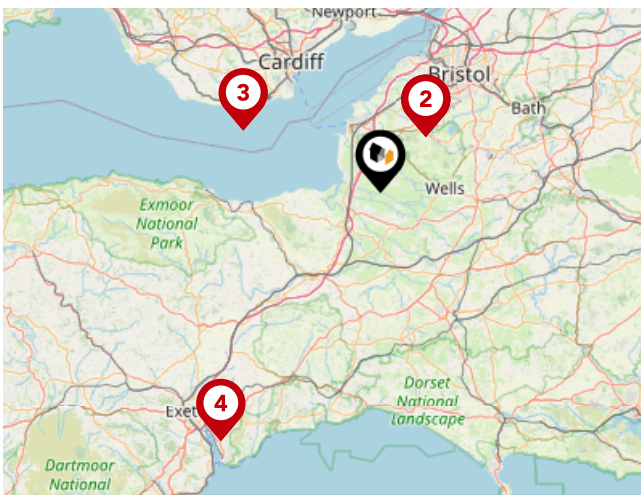 Newport
Cardiff
3
Bristol
2
Bath
Wells
Exmoor
National
Park
Dorset
National
Landscape
4
Exet
Dartmoor
National